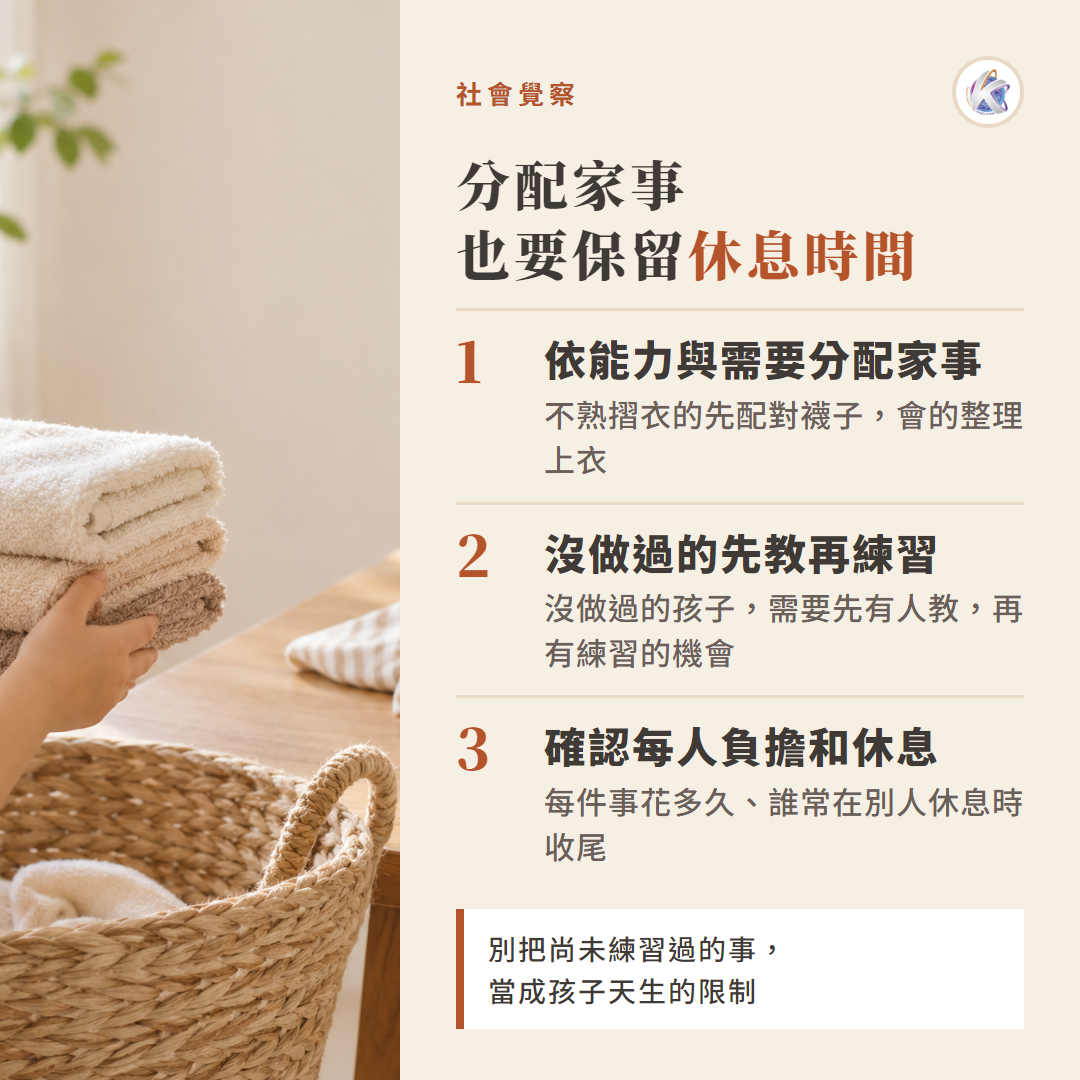 社會覺察
分配家事
也要保留休息時間
1
依能力與需要分配家事
不熟摺衣的先配對襪子，會的整理
上衣
2
沒做過的先教再練習
沒做過的孩子，需要先有人教，再
有練習的機會
3
確認每人負擔和休息
每件事花多久、誰常在別人休息時
收尾
別把尚未練習過的事，
當成孩子天生的限制